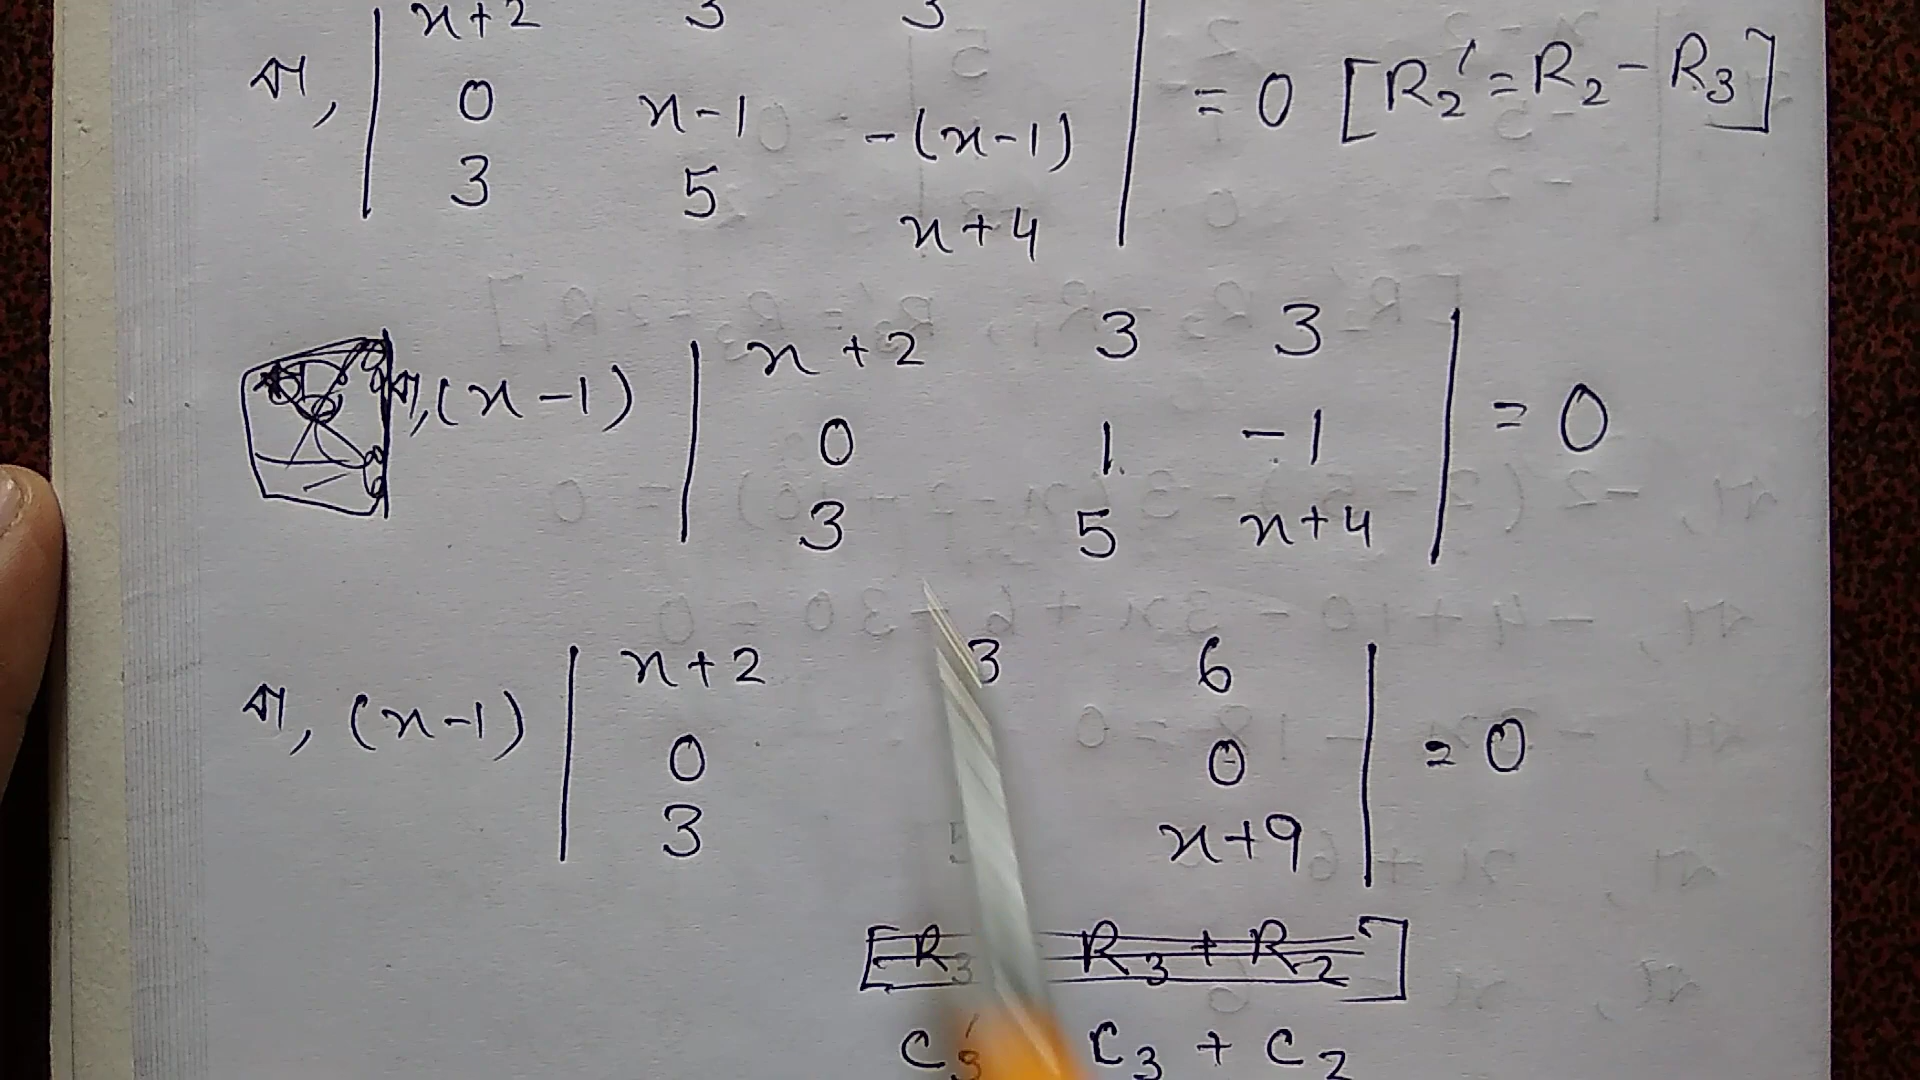 x+2 3 3
বা, 0 x-1 -(x-1) = 0 [R₂′ = R₂ - R₃]
3 5 x+4
x+2 3 3
বা, (x-1) 0 1 -1 = 0
3 5 x+4
x+2 3 6
বা, (x-1) 0 0 = 0
3 5 x+9
[R₃ R₃ + R₂]
C₃′ C₃ + C₂